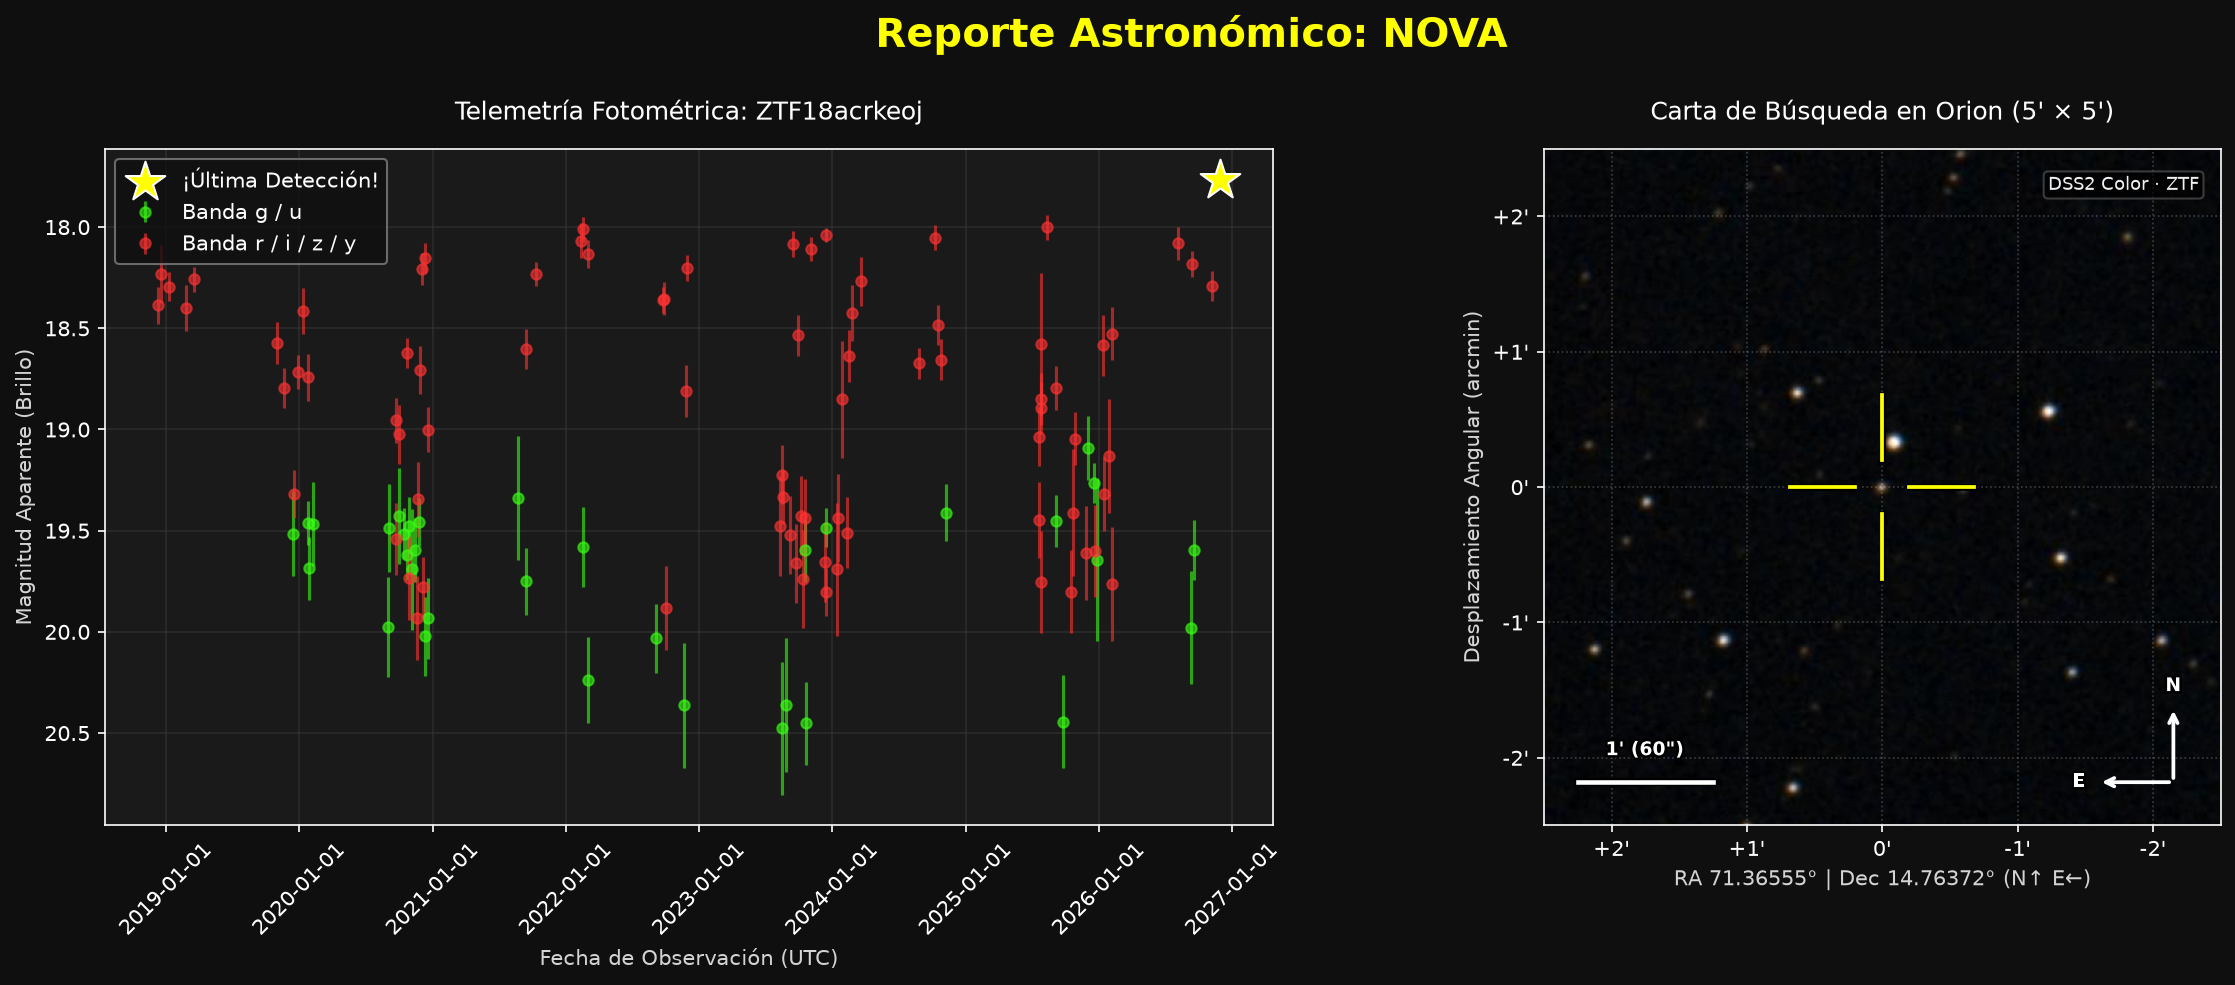 Reporte Astronómico: NOVA
Telemetría Fotométrica: ZTF18acrkeoj
¡Última Detección!
Banda g / u
Banda r / i / z / y
Magnitud Aparente (Brillo)
18.0
18.5
19.0
19.5
20.0
20.5
2019-01-01
2020-01-01
2021-01-01
2022-01-01
2023-01-01
2024-01-01
2025-01-01
2026-01-01
2027-01-01
Fecha de Observación (UTC)
Carta de Búsqueda en Orion (5' × 5')
DSS2 Color · ZTF
Desplazamiento Angular (arcmin)
+2'
+1'
0'
-1'
-2'
1' (60")
N
E
+2'
+1'
0'
-1'
-2'
RA 71.36555° | Dec 14.76372° (N↑ E←)